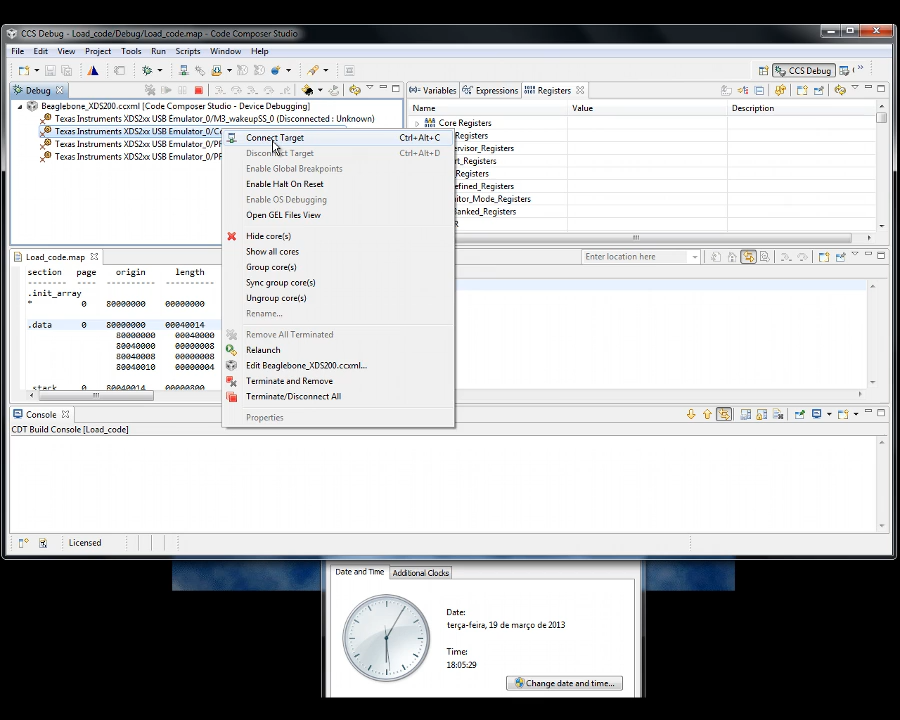 CCS Debug - Load_code/Debug/Load_code.map - Code Composer Studio
File Edit View Project Tools Run Scripts Window Help
CCS Debug
Debug
Beaglebone_XDS200.ccxml [Code Composer Studio - Device Debugging]
Texas Instruments XDS2xx USB Emulator_0/M3_wakeupSS_0 (Disconnected : Unknown)
Texas Instruments XDS2xx USB Emulator_0/
Texas Instruments XDS2xx USB Emulator_0/
Texas Instruments XDS2xx USB Emulator_0/
Connect Target Ctrl+Alt+C
Disconnect Target Ctrl+Alt+D
Enable Global Breakpoints
Enable Halt On Reset
Enable OS Debugging
Open GEL Files View
Hide core(s)
Show all cores
Group core(s)
Sync group core(s)
Ungroup core(s)
Rename...
Remove All Terminated
Relaunch
Edit Beaglebone_XDS200.ccxml...
Terminate and Remove
Terminate/Disconnect All
Properties
Variables Expressions Registers
Name Value Description
Core Registers
Registers
ervisor_Registers
rt_Registers
Registers
efined_Registers
itor_Mode_Registers
anked_Registers
R
Load_code.map
section page origin length
-------- ---- ---------- ----------
.init_array
* 0 80000000 00000000
.data 0 80000000 00040014
80000000 00040000
80040000 00000008
80040008 00000008
80040010 00000004
.stack 0 80040014 00000800
Enter location here
Console
CDT Build Console [Load_code]
Licensed
Date and Time Additional Clocks
Date:
terça-feira, 19 de março de 2013
Time:
18:05:29
Change date and time...